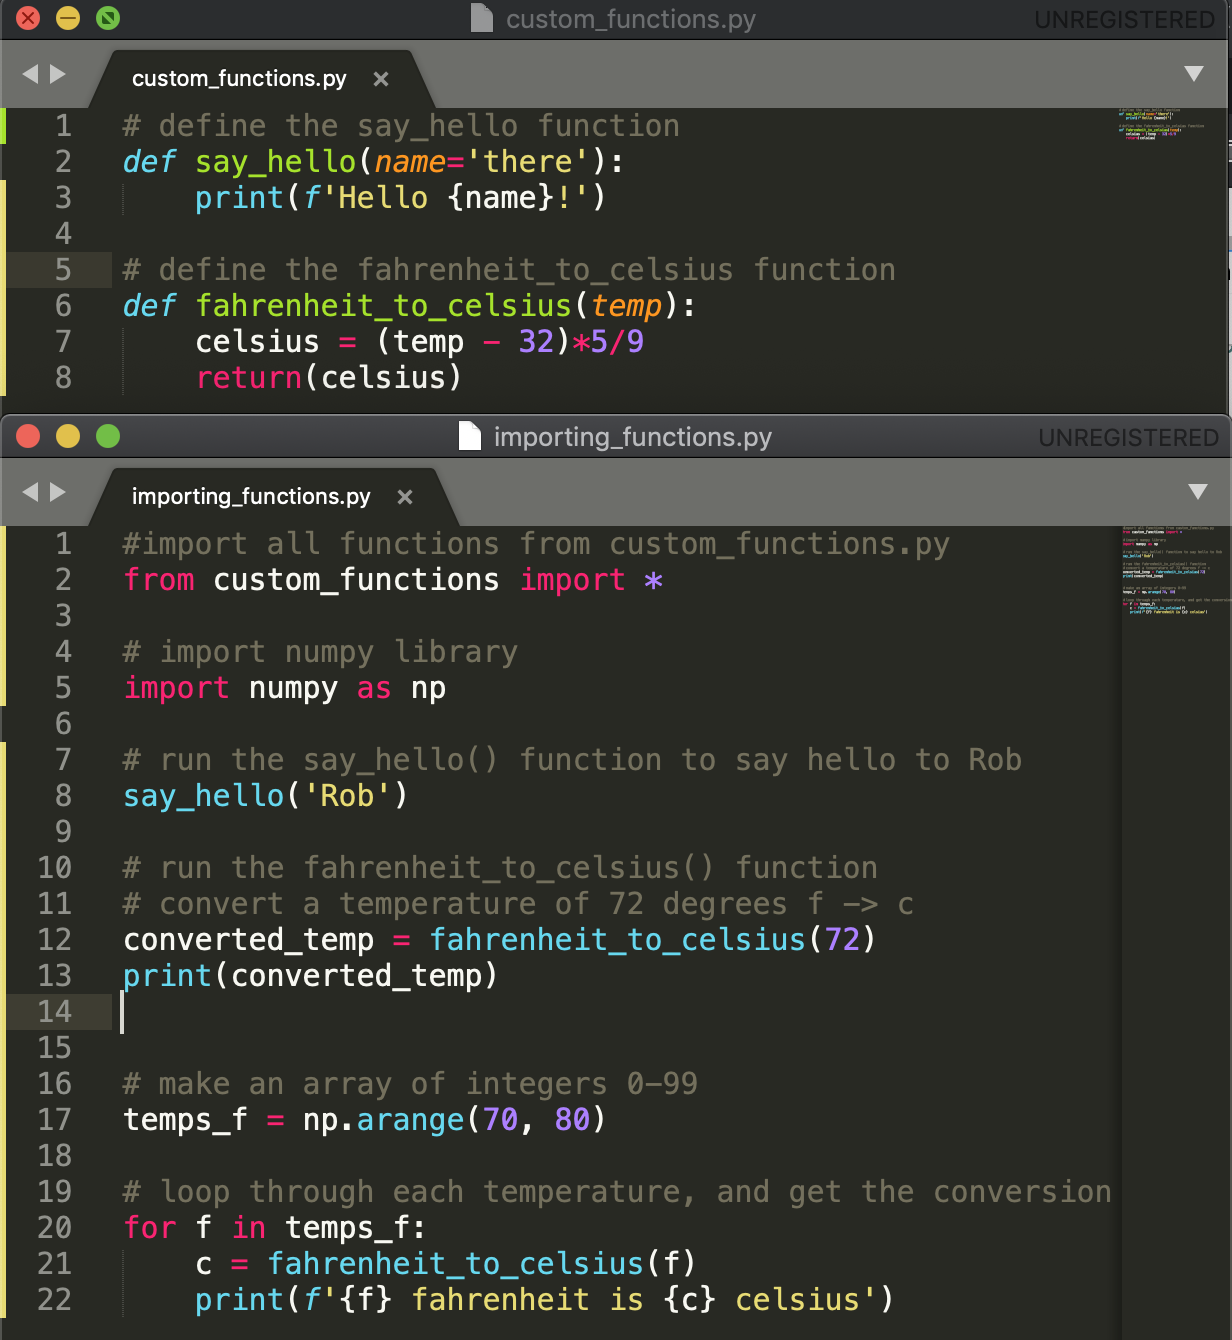 custom_functions.py
UNREGISTERED
custom_functions.py ×
1 # define the say_hello function
2 def say_hello(name='there'):
3     print(f'Hello {name}!')
4
5 # define the fahrenheit_to_celsius function
6 def fahrenheit_to_celsius(temp):
7     celsius = (temp - 32)*5/9
8     return(celsius)
importing_functions.py
UNREGISTERED
importing_functions.py ×
1 #import all functions from custom_functions.py
2 from custom_functions import *
3
4 # import numpy library
5 import numpy as np
6
7 # run the say_hello() function to say hello to Rob
8 say_hello('Rob')
9
10 # run the fahrenheit_to_celsius() function
11 # convert a temperature of 72 degrees f -> c
12 converted_temp = fahrenheit_to_celsius(72)
13 print(converted_temp)
14
15
16 # make an array of integers 0-99
17 temps_f = np.arange(70, 80)
18
19 # loop through each temperature, and get the conversion
20 for f in temps_f:
21     c = fahrenheit_to_celsius(f)
22     print(f'{f} fahrenheit is {c} celsius')